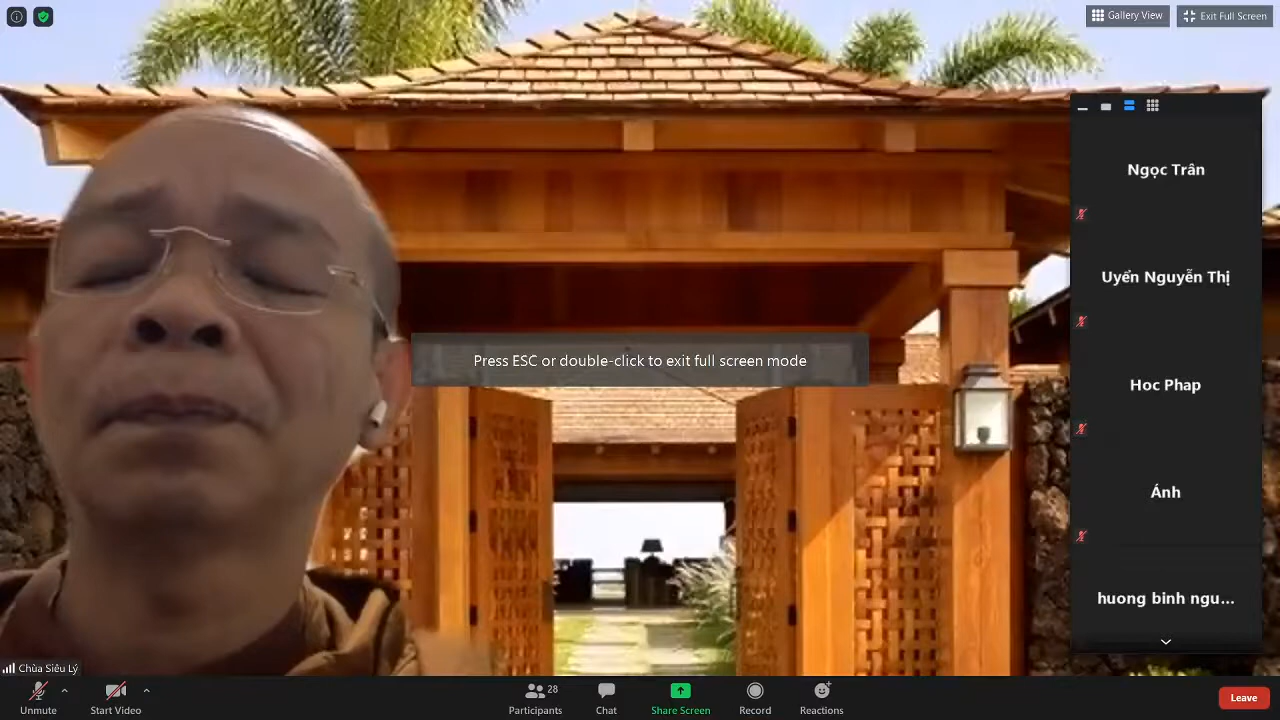 Gallery View
Exit Full Screen
Ngọc Trân
Uyển Nguyễn Thị
Press ESC or double-click to exit full screen mode
Hoc Phap
Ánh
huong binh ngu...
Chùa Siêu Lý
Unmute
Start Video
Participants
28
Chat
Share Screen
Record
Reactions
Leave